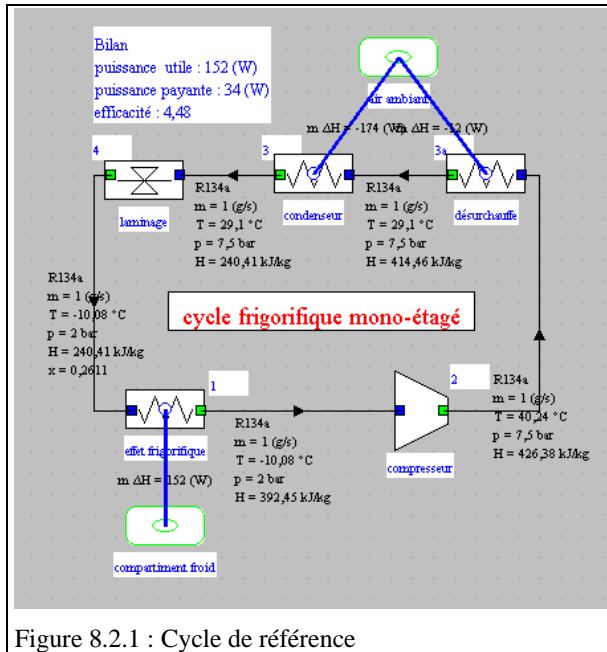 Bilan
puissance utile : 152 (W)
puissance payante : 34 (W)
efficacité : 4,48
air ambiant
m ΔH = -174 (W)
m ΔH = -12 (W)
4
3
3a
laminage
condenseur
désurchauffe
R134a
m = 1 (g/s)
T = 29,1 °C
p = 7,5 bar
H = 240,41 kJ/kg
R134a
m = 1 (g/s)
T = 29,1 °C
p = 7,5 bar
H = 414,46 kJ/kg
R134a
m = 1 (g/s)
T = -10,08 °C
p = 2 bar
H = 240,41 kJ/kg
x = 0,2611
cycle frigorifique mono-étagé
1
2
effet frigorifique
R134a
m = 1 (g/s)
T = -10,08 °C
p = 2 bar
H = 392,45 kJ/kg
compresseur
R134a
m = 1 (g/s)
T = 40,24 °C
p = 7,5 bar
H = 426,38 kJ/kg
m ΔH = 152 (W)
compartiment froid
Figure 8.2.1 : Cycle de référence